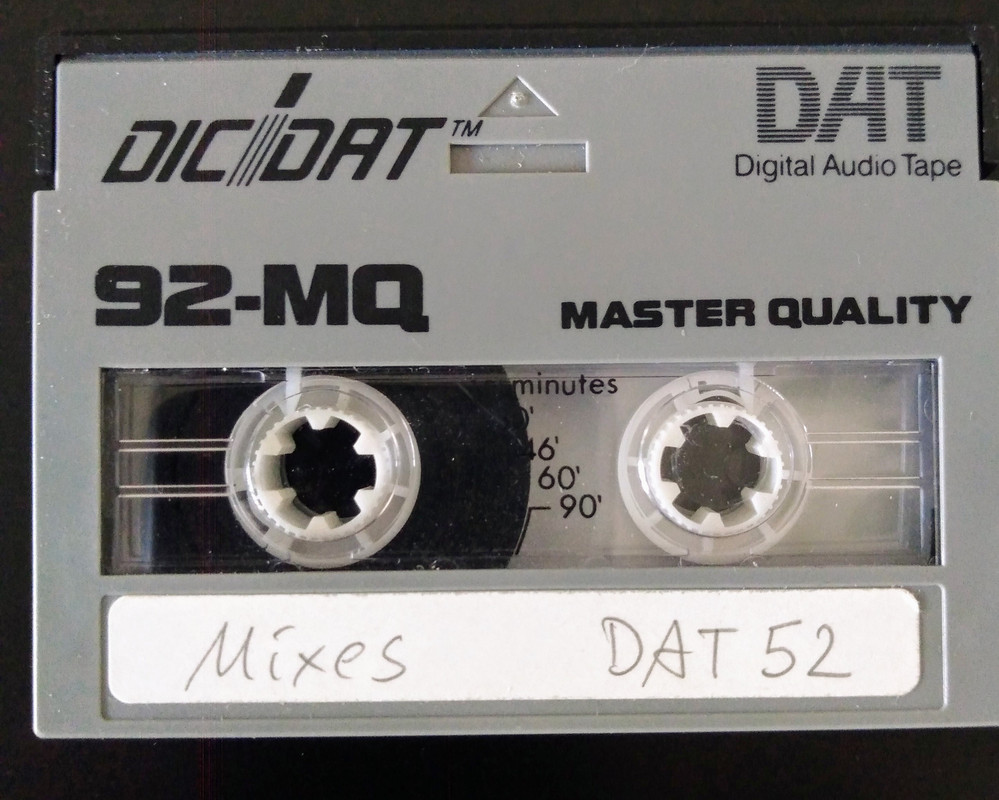 DIC/DAT™
DAT
Digital Audio Tape
92-MQ
MASTER QUALITY
minutes
46'
60'
90'
Mixes DAT 52